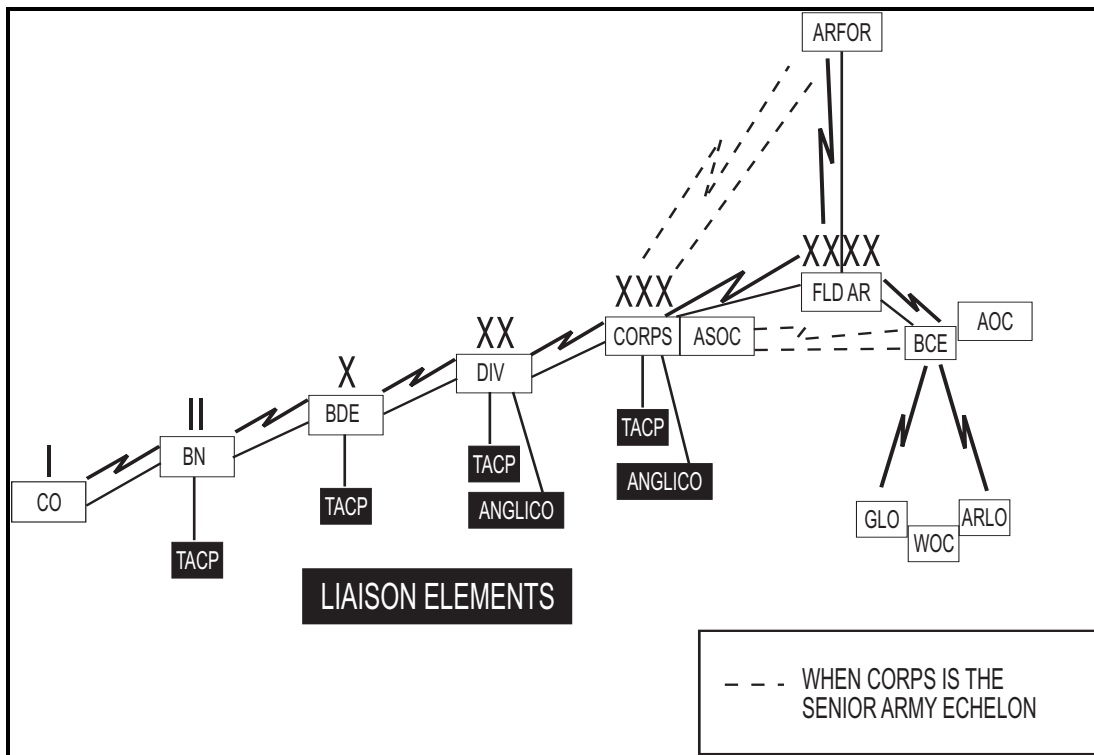 ARFOR
XXXX
FLD AR
XXX
CORPS ASOC
AOC
BCE
XX
DIV
X
BDE
II
BN
I
CO
TACP
TACP
TACP
ANGLICO
TACP
ANGLICO
GLO
WOC
ARLO
LIAISON ELEMENTS
WHEN CORPS IS THE
SENIOR ARMY ECHELON